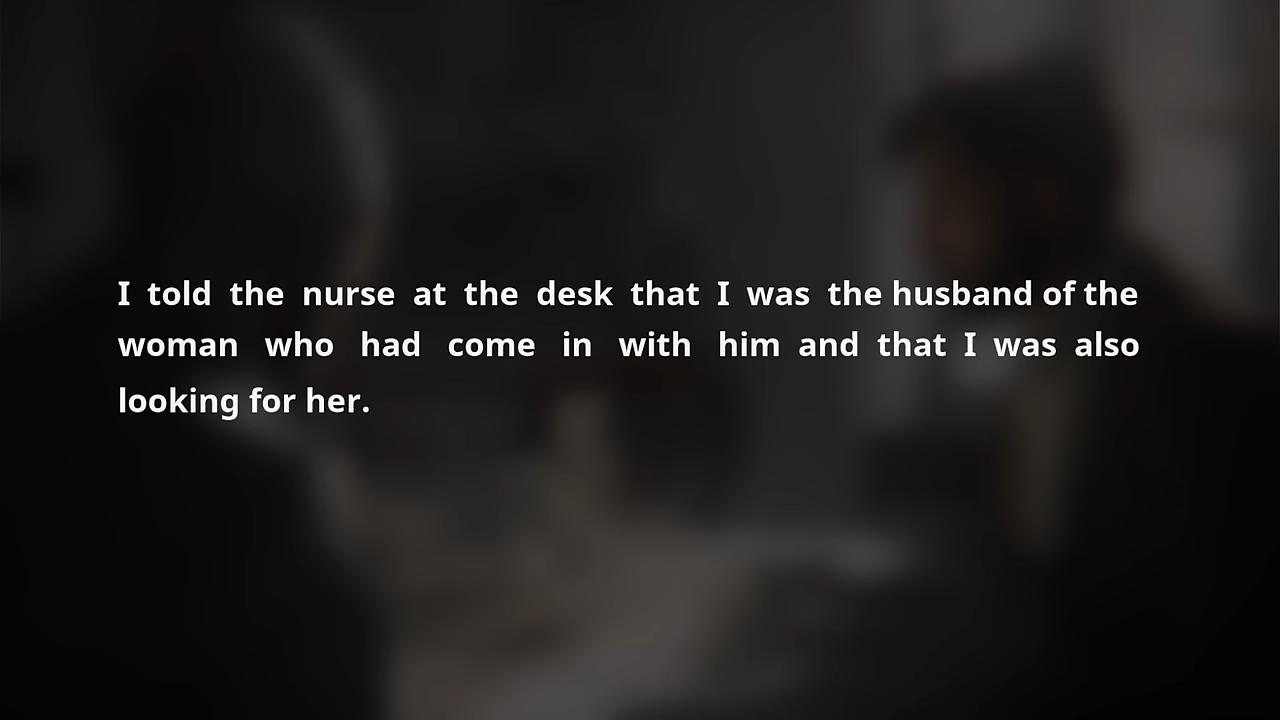 I told the nurse at the desk that I was the husband of the
woman who had come in with him and that I was also
looking for her.